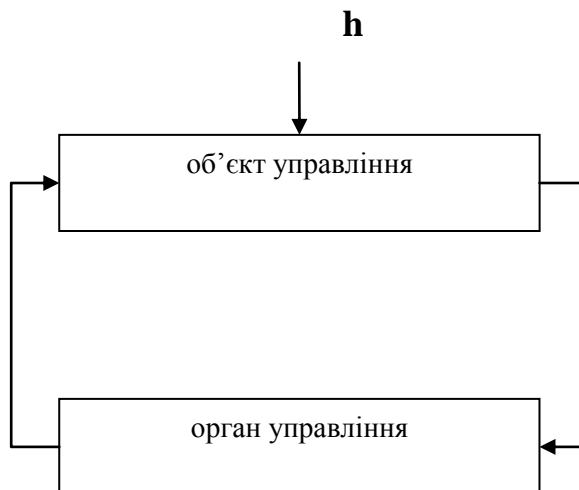 h
об’єкт управління
орган управління